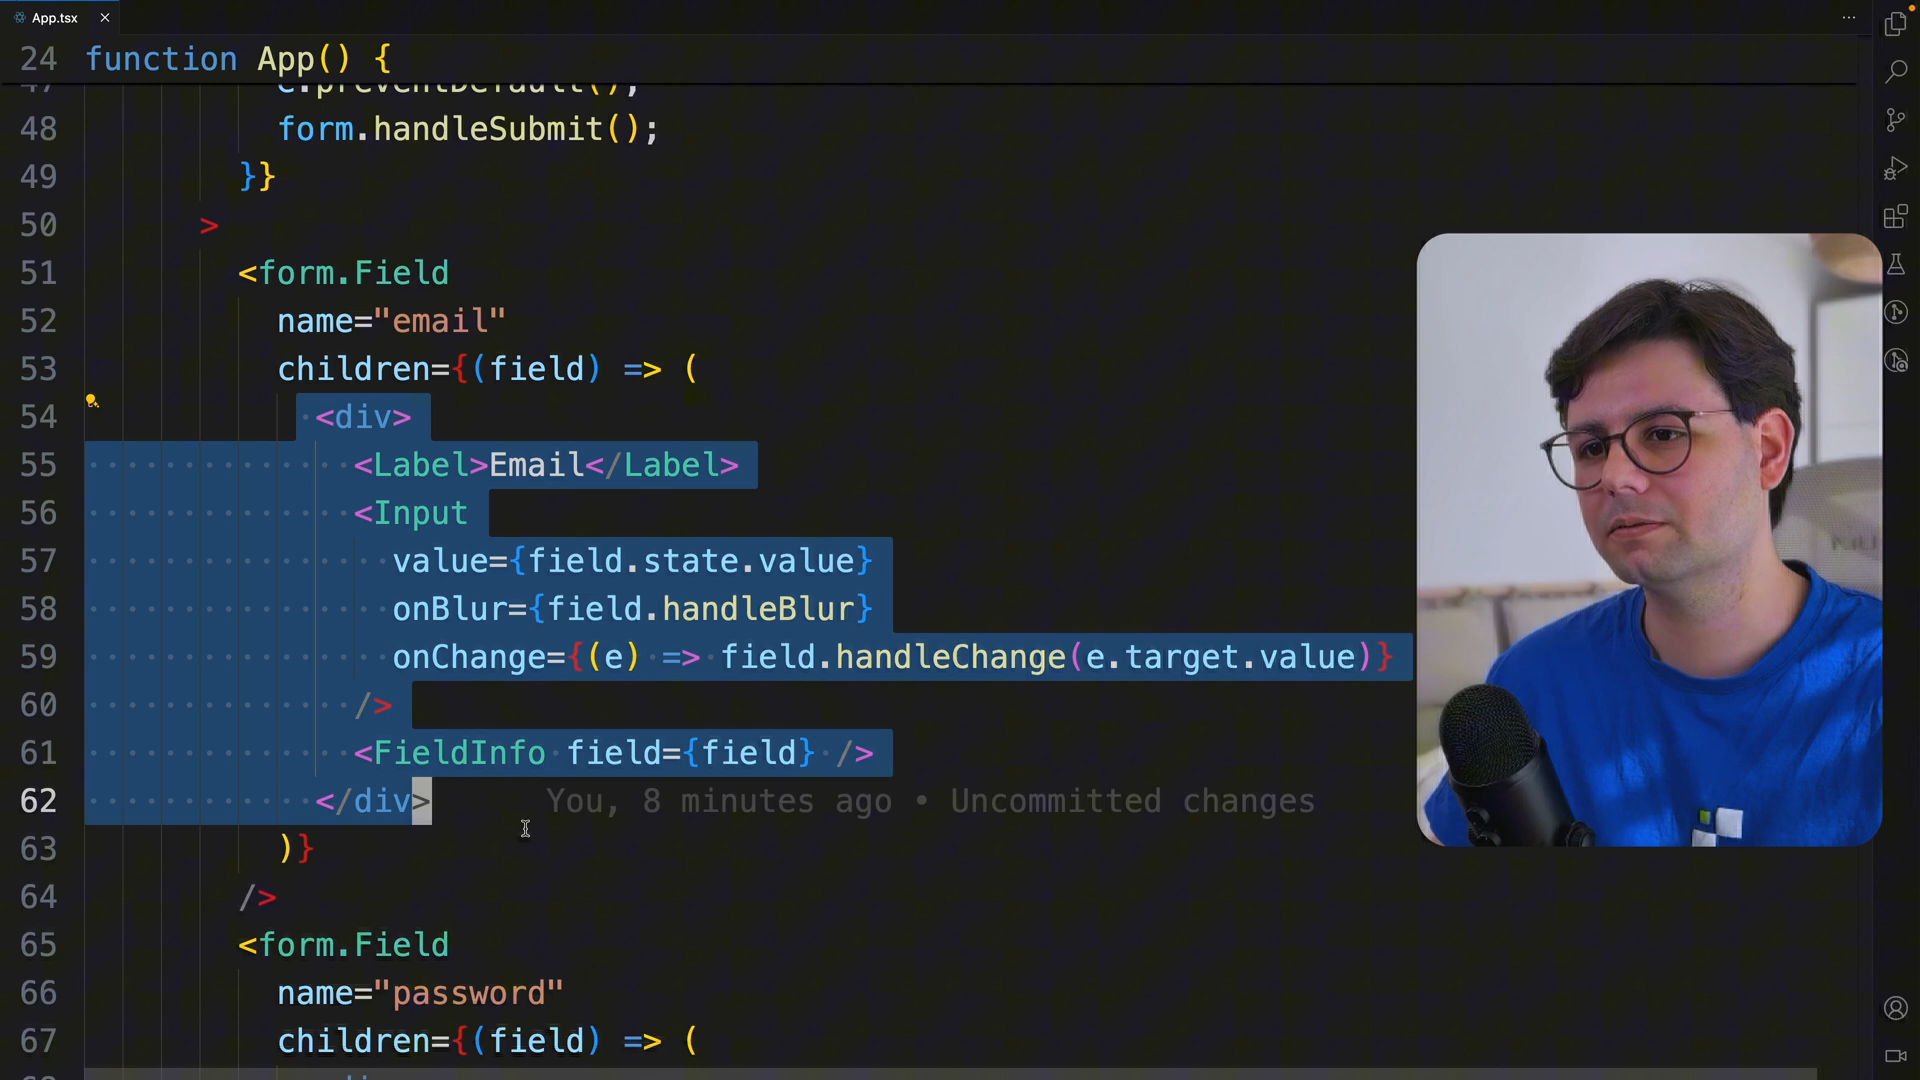 App.tsx
24 function App() {
47 e.preventDefault();
48 form.handleSubmit();
49 }}
50 >
51 <form.Field
52 name="email"
53 children={(field) => (
54 <div>
55 <Label>Email</Label>
56 <Input
57 value={field.state.value}
58 onBlur={field.handleBlur}
59 onChange={(e) => field.handleChange(e.target.value)}
60 />
61 <FieldInfo field={field} />
62 </div> You, 8 minutes ago • Uncommitted changes
63 )}
64 />
65 <form.Field
66 name="password"
67 children={(field) => (